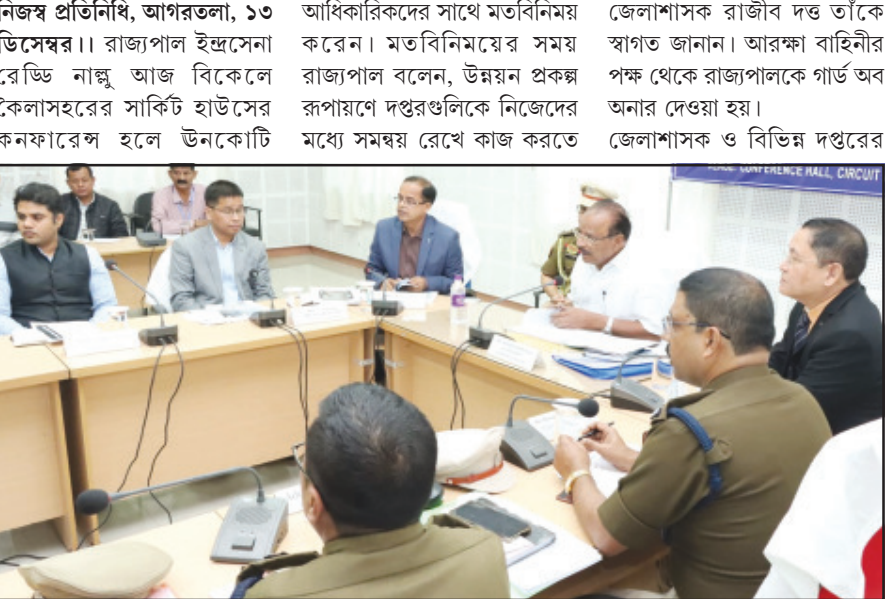 নিজস্ব প্রতিনিধি, আগরতলা, ১৩
ডিসেম্বর।। রাজ্যপাল ইন্দ্রসেনা
রেড্ডি নাল্লু আজ বিকেলে
কৈলাসহরের সার্কিট হাউসের
কনফারেন্স হলে ঊনকোটি
আধিকারিকদের সাথে মতবিনিময়
করেন। মতবিনিময়ের সময়
রাজ্যপাল বলেন, উন্নয়ন প্রকল্প
রূপায়ণে দপ্তরগুলিকে নিজেদের
মধ্যে সমন্বয় রেখে কাজ করতে
জেলাশাসক রাজীব দত্ত তাঁকে
স্বাগত জানান। আরক্ষা বাহিনীর
পক্ষ থেকে রাজ্যপালকে গার্ড অব
অনার দেওয়া হয়।
জেলাশাসক ও বিভিন্ন দপ্তরের
CONFERENCE HALL, CIRCUIT